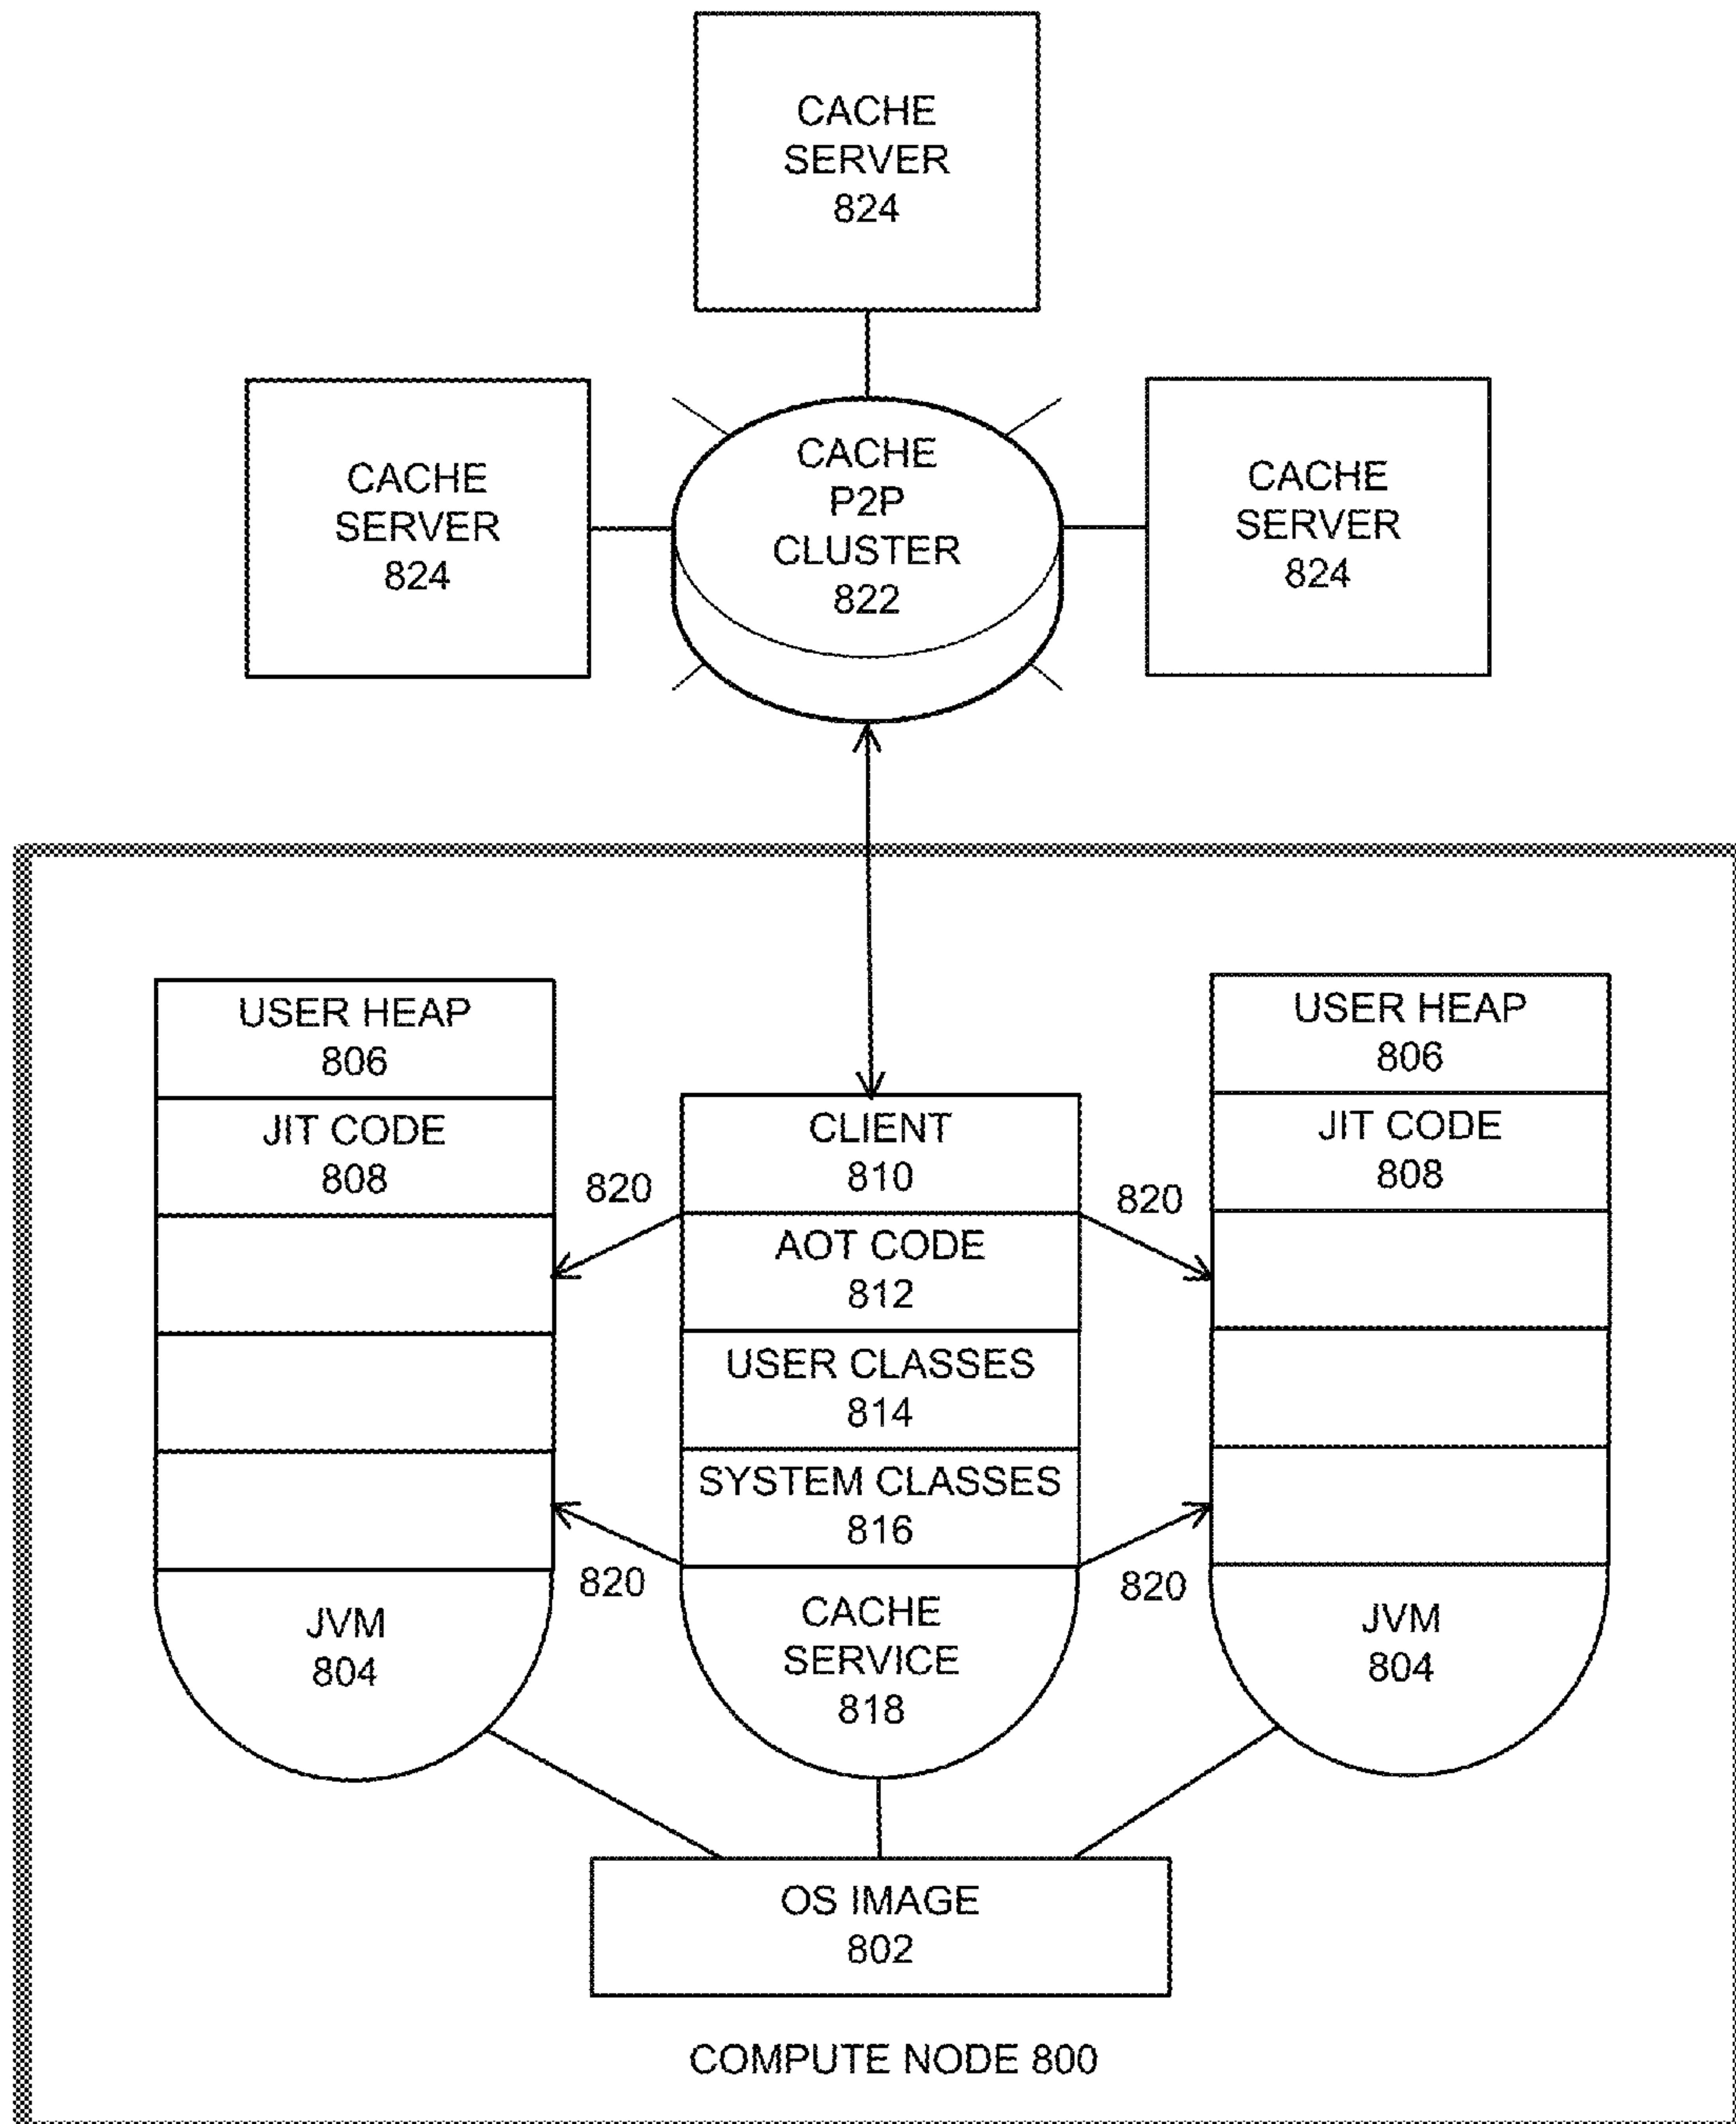 CACHE
SERVER
824
CACHE
SERVER
824
CACHE
P2P
CLUSTER
822
CACHE
SERVER
824
USER HEAP
806
JIT CODE
808
JVM
804
820
820
CLIENT
810
AOT CODE
812
USER CLASSES
814
SYSTEM CLASSES
816
CACHE
SERVICE
818
820
820
USER HEAP
806
JIT CODE
808
JVM
804
OS IMAGE
802
COMPUTE NODE 800